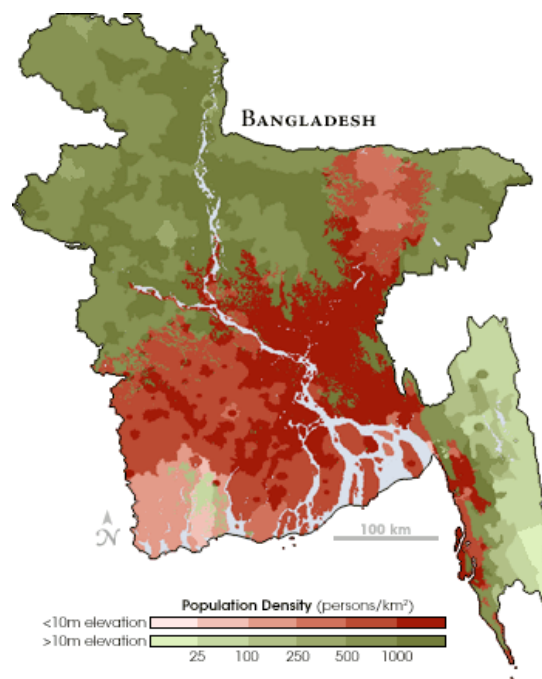 BANGLADESH
N
100 km
Population Density (persons/km²)
<10m elevation
>10m elevation
25 100 250 500 1000